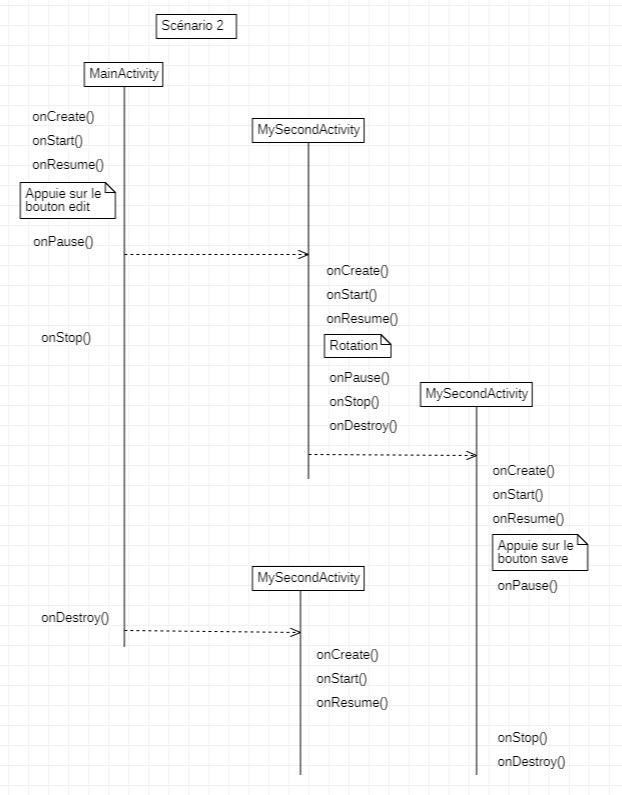 Scénario 2
MainActivity
onCreate()
onStart()
onResume()
Appuie sur le
bouton edit
onPause()
onStop()
MySecondActivity
onCreate()
onStart()
onResume()
Rotation
onPause()
onStop()
onDestroy()
MySecondActivity
onCreate()
onStart()
onResume()
Appuie sur le
bouton save
onPause()
onDestroy()
MySecondActivity
onCreate()
onStart()
onResume()
onStop()
onDestroy()